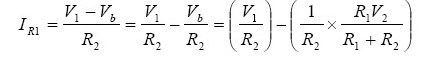 I_{R1} = \frac{V_1 - V_b}{R_2} = \frac{V_1}{R_2} - \frac{V_b}{R_2} = \left( \frac{V_1}{R_2} \right) - \left( \frac{1}{R_2} \times \frac{R_1 V_2}{R_1 + R_2} \right)